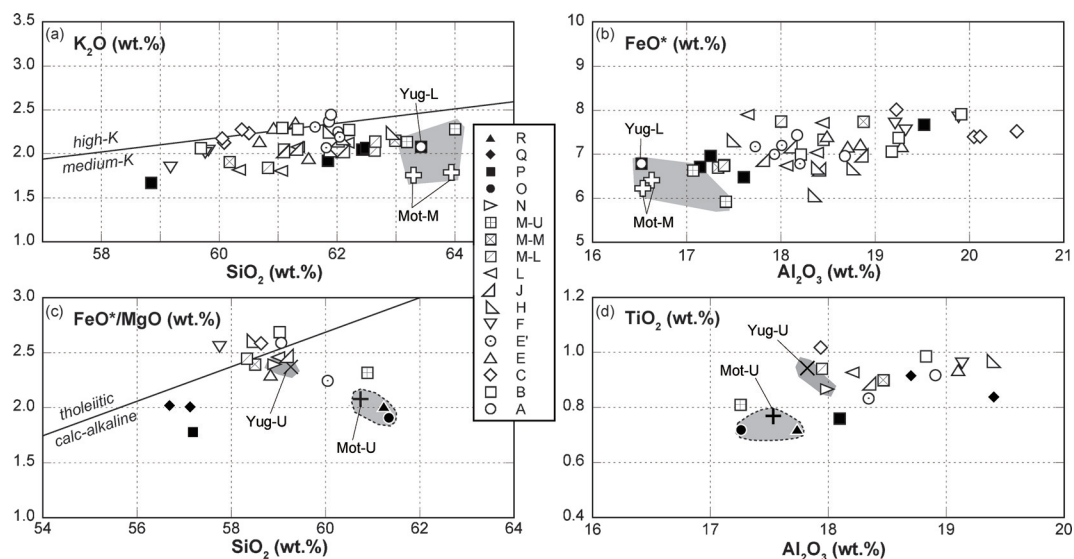 (a) K2O (wt.%)
3.5
3.0
2.5
2.0
1.5
1.0
high-K
medium-K
Yug-L
Mot-M
58 60 62 64
SiO2 (wt.%)
(b) FeO*
10
9
8
7
6
5
Yug-L
Mot-M
16 17 18 19 20 21
Al2O3 (wt.%)
R
Q
P
O
N
M-U
M-M
M-L
L
J
H
F
E'
E
C
B
A
(c) FeO*/MgO (wt.%)
3.0
2.5
2.0
1.5
1.0
tholeiitic
calc-alkaline
Yug-U
Mot-U
54 56 58 60 62 64
SiO2 (wt.%)
(d) TiO2 (wt.%)
1.2
1.0
0.8
0.6
0.4
Yug-U
Mot-U
16 17 18 19 20
Al2O3 (wt.%)